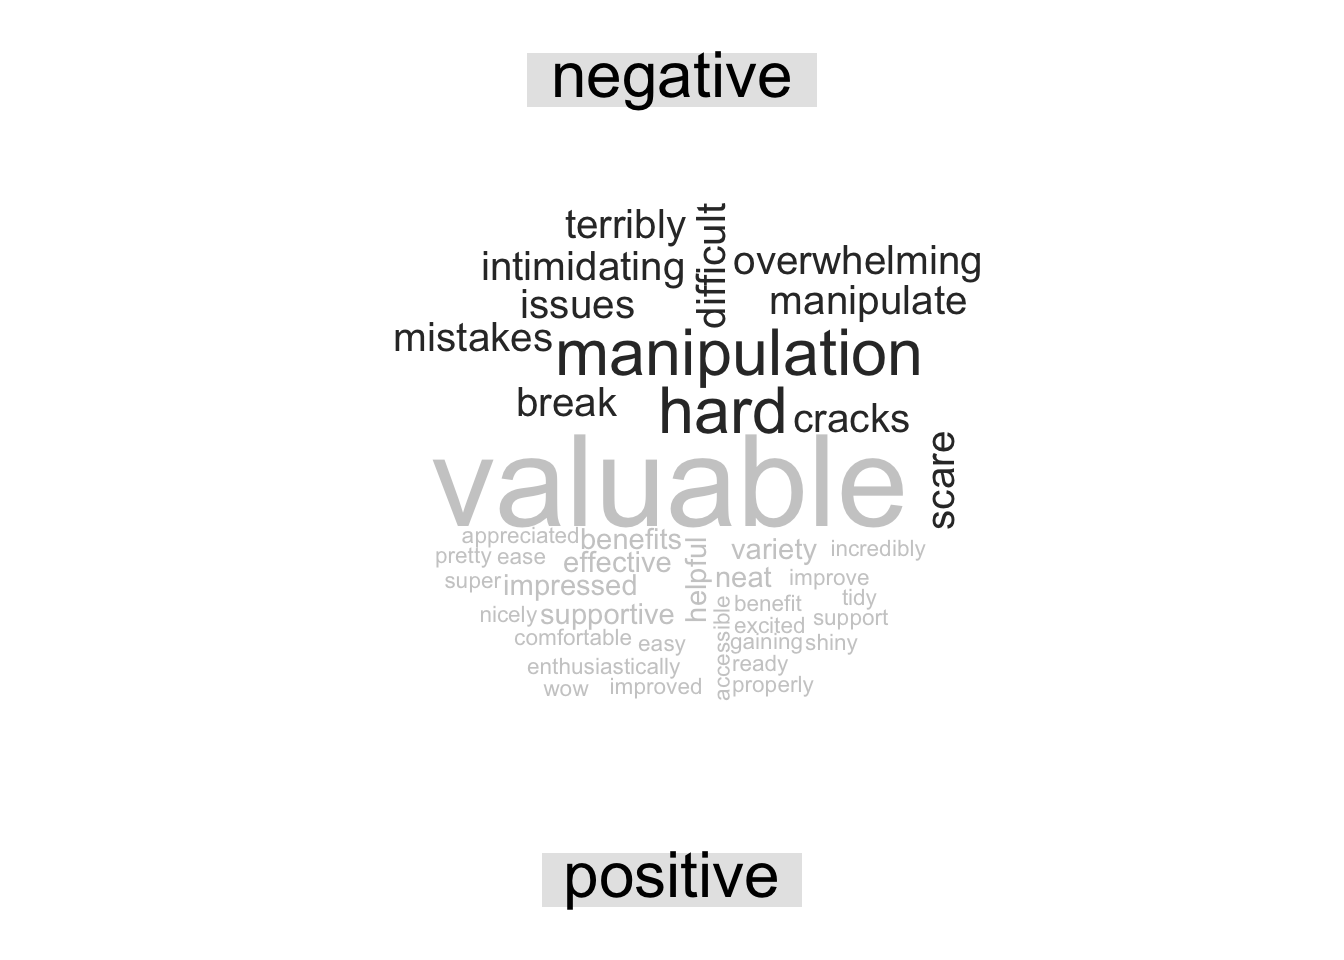 negative
terribly
difficult
intimidating
overwhelming
issues
manipulate
mistakes
manipulation
break
hard
cracks
valuable
scare
appreciated
benefits
helpful
variety
incredibly
pretty
ease
effective
super
impressed
neat
improve
nicely
supportive
accessible
benefit
tidy
excited
support
comfortable
easy
gaining
shiny
enthusiastically
ready
wow
improved
properly
positive